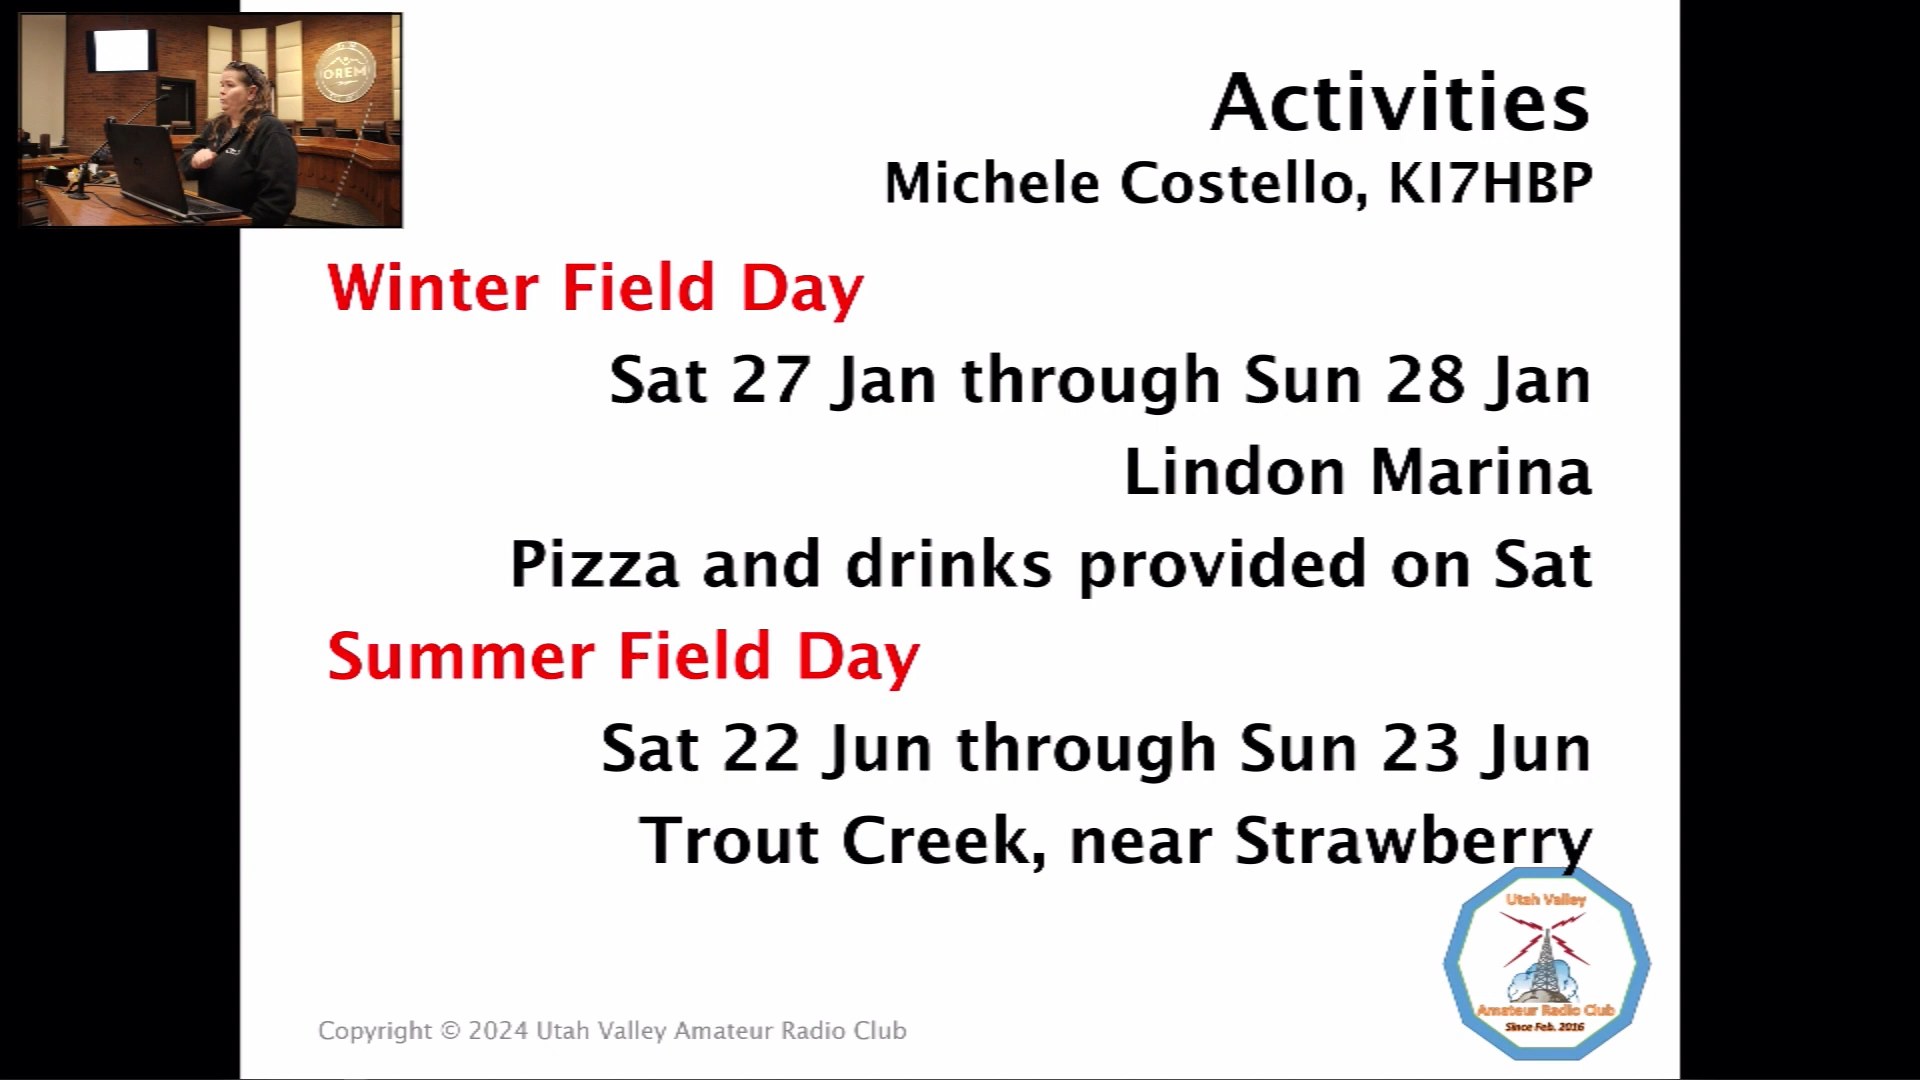 OREM
Activities
Michele Costello, KI7HBP
Winter Field Day
Sat 27 Jan through Sun 28 Jan
Lindon Marina
Pizza and drinks provided on Sat
Summer Field Day
Sat 22 Jun through Sun 23 Jun
Trout Creek, near Strawberry
Utah Valley
Amateur Radio Club
Since Feb. 2016
Copyright © 2024 Utah Valley Amateur Radio Club